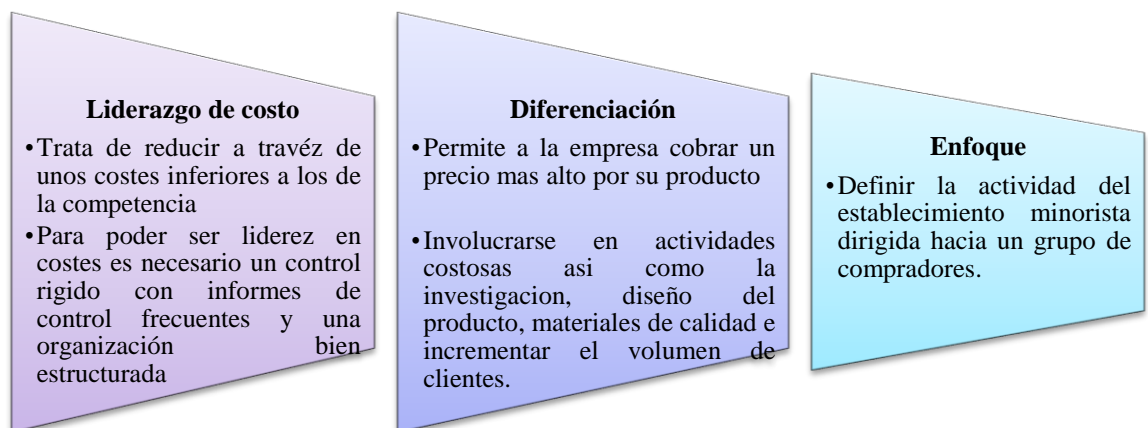 Liderazgo de costo
•Trata de reducir a travéz de
unos costes inferiores a los de
la competencia
•Para poder ser liderez en
costes es necesario un control
rigido con informes de
control frecuentes y una
organización bien
estructurada
Diferenciación
•Permite a la empresa cobrar un
precio mas alto por su producto
•Involucrarse en actividades
costosas asi como la
investigacion, diseño del
producto, materiales de calidad e
incrementar el volumen de
clientes.
Enfoque
•Definir la actividad del
establecimiento minorista
dirigida hacia un grupo de
compradores.